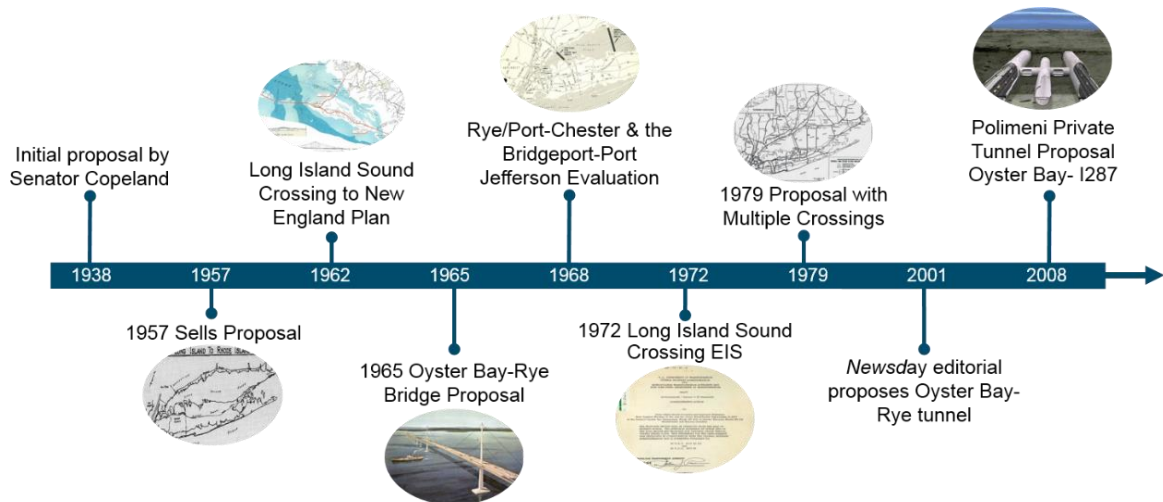 Initial proposal by
Senator Copeland
Long Island Sound
Crossing to New
England Plan
Rye/Port-Chester & the
Bridgeport-Port
Jefferson Evaluation
1979 Proposal with
Multiple Crossings
Polimeni Private
Tunnel Proposal
Oyster Bay- I287
1938
1957
1962
1965
1968
1972
1979
2001
2008
1957 Sells Proposal
1965 Oyster Bay-Rye
Bridge Proposal
1972 Long Island Sound
Crossing EIS
Newsday editorial
proposes Oyster Bay-
Rye tunnel